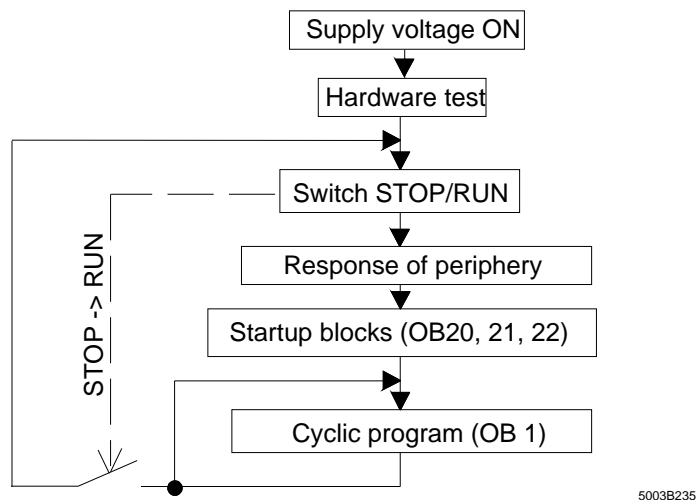 Supply voltage ON
Hardware test
Switch STOP/RUN
STOP -> RUN
Response of periphery
Startup blocks (OB20, 21, 22)
Cyclic program (OB 1)
5003B235